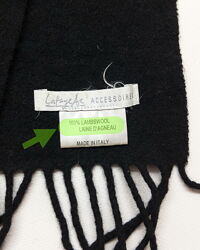 Lafayette ACCESSOIRES
100% LAMBSWOOL
LAINE D'AGNEAU
MADE IN ITALY